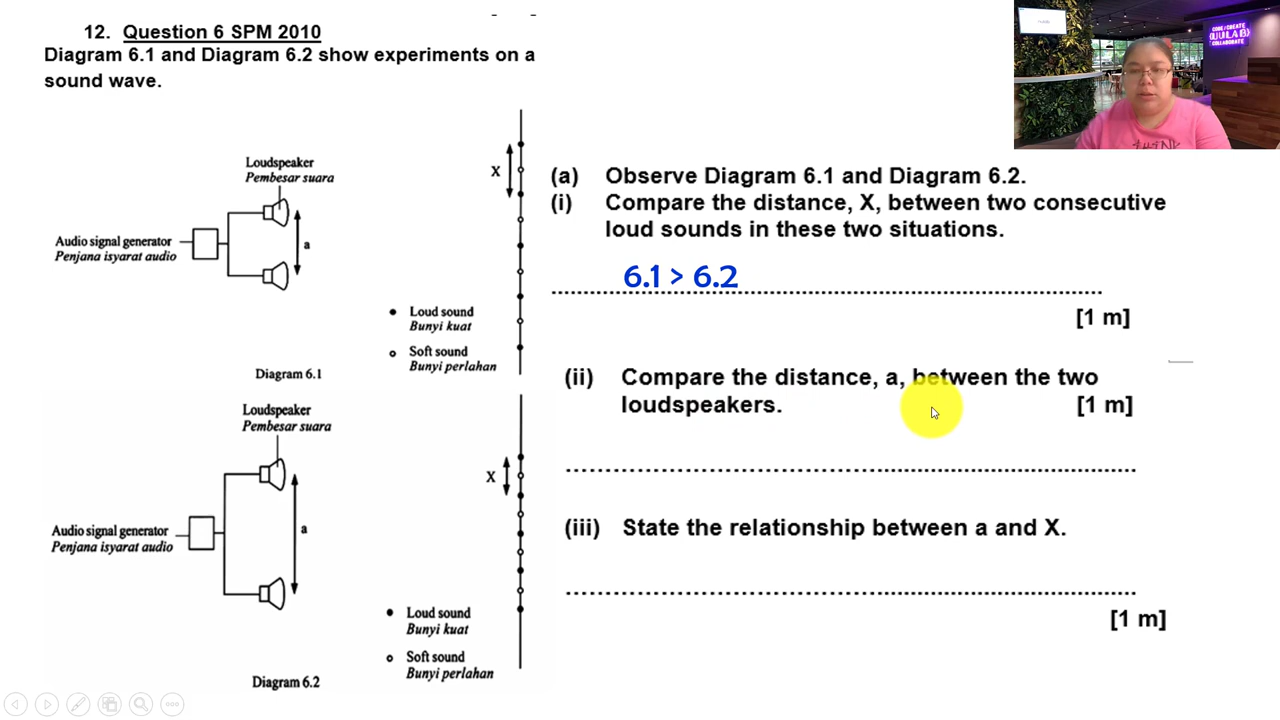 12. Question 6 SPM 2010
Diagram 6.1 and Diagram 6.2 show experiments on a
sound wave.
Loudspeaker
Pembesar suara
Audio signal generator
Penjana isyarat audio
a
X
Loud sound
Bunyi kuat
Soft sound
Bunyi perlahan
Diagram 6.1
Loudspeaker
Pembesar suara
Audio signal generator
Penjana isyarat audio
a
X
Loud sound
Bunyi kuat
Soft sound
Bunyi perlahan
Diagram 6.2
(a) Observe Diagram 6.1 and Diagram 6.2.
(i) Compare the distance, X, between two consecutive
loud sounds in these two situations.
6.1 > 6.2
[1 m]
(ii) Compare the distance, a, between the two
loudspeakers. [1 m]
(iii) State the relationship between a and X.
[1 m]
CODE/CREATE
COLLABORATE